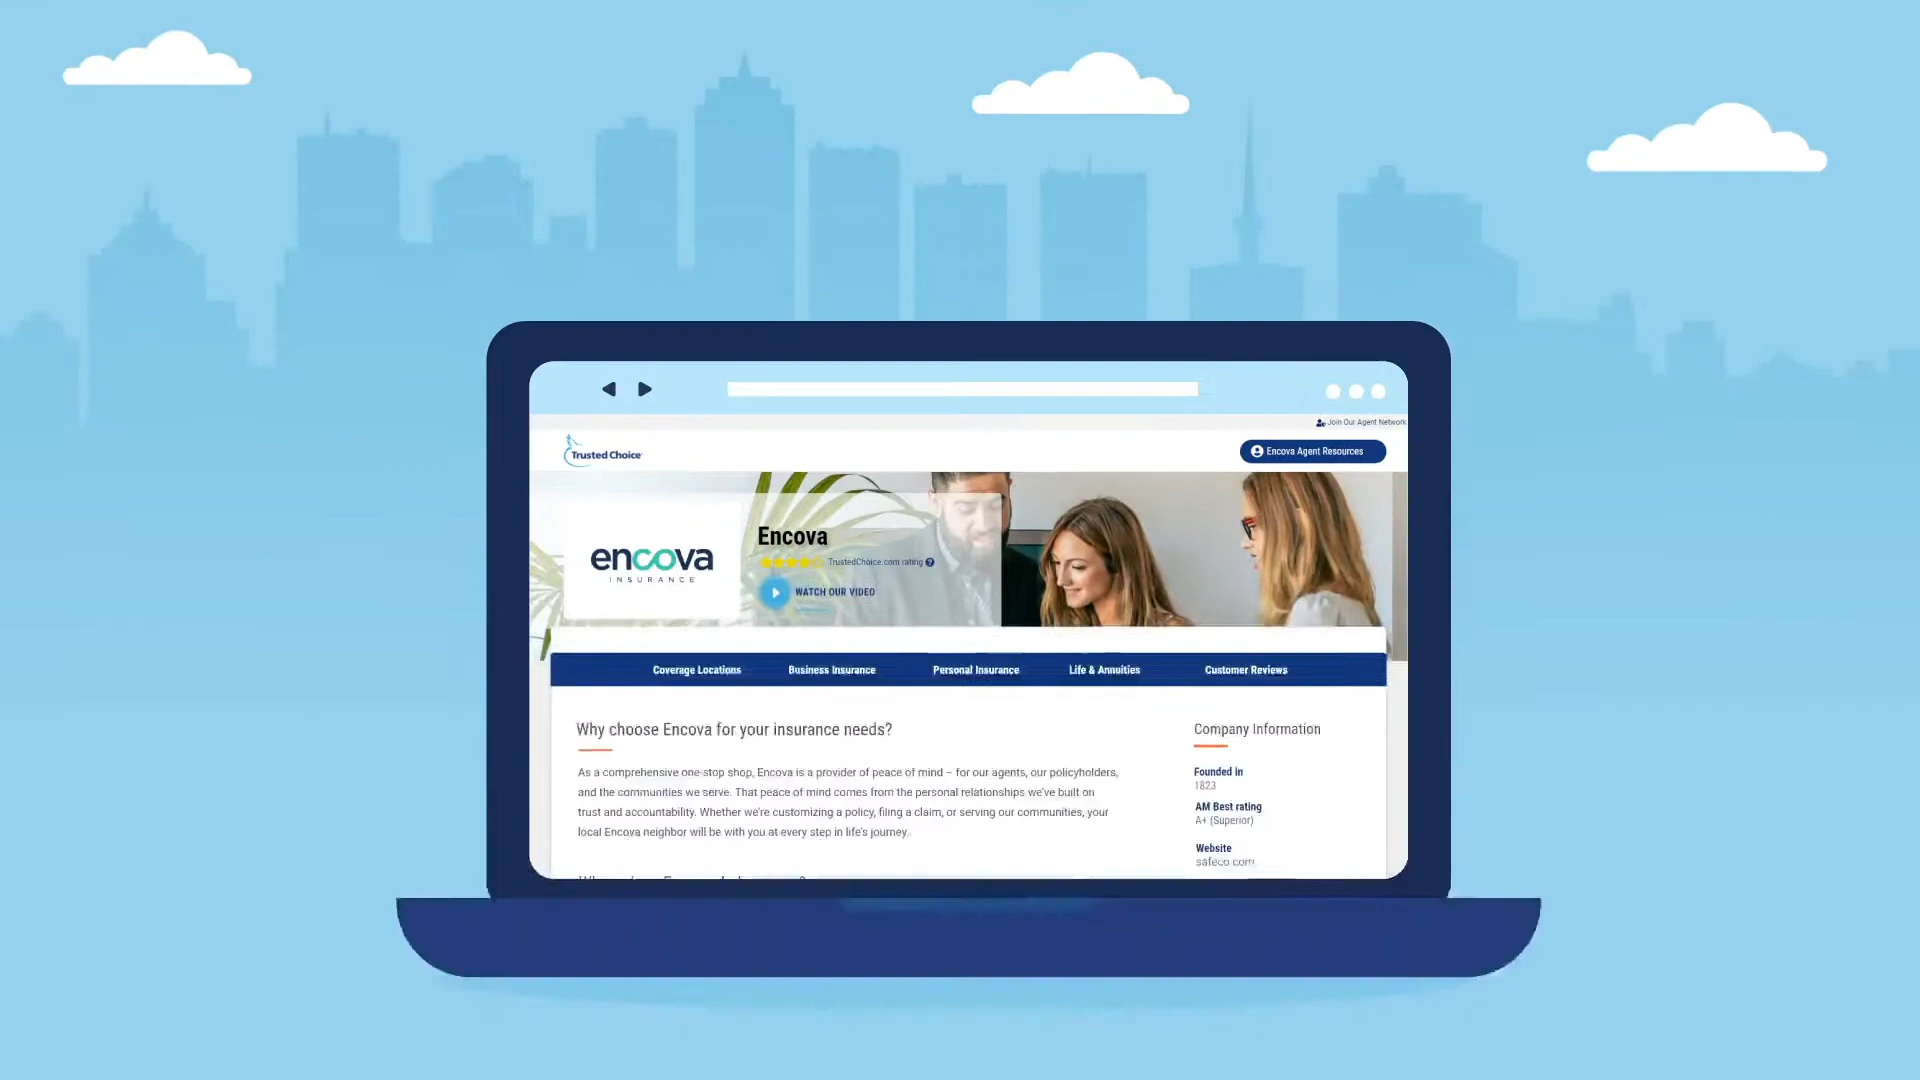 Join Our Agent Network
Trusted Choice
Encova Agent Resources
encova
INSURANCE
Encova
TrustedChoice.com rating ?
WATCH OUR VIDEO
Coverage Locations Business Insurance Personal Insurance Life & Annuities Customer Reviews
Why choose Encova for your insurance needs?
As a comprehensive one-stop shop, Encova is a provider of peace of mind – for our agents, our policyholders,
and the communities we serve. That peace of mind comes from the personal relationships we've built on
trust and accountability. Whether we're customizing a policy, filing a claim, or serving our communities, your
local Encova neighbor will be with you at every step in life's journey.
Company Information
Founded in
1823
AM Best rating
A+ (Superior)
Website
safeco.com